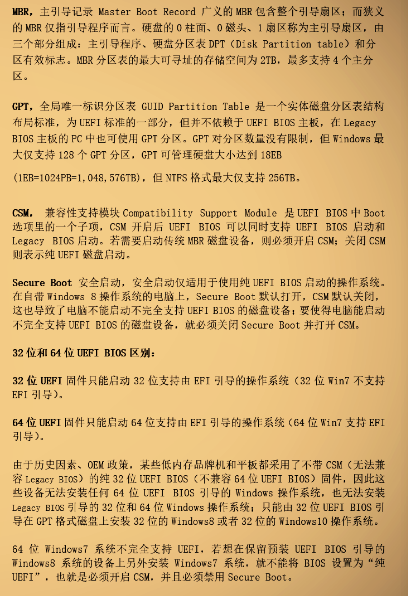 MBR，主引导记录 Master Boot Record 广义的 MBR 包含整个引导扇区；而狭义
的 MBR 仅指引导程序而言。硬盘的 0 柱面、0 磁头、1 扇区称为主引导扇区，由
三个部分组成：主引导程序、硬盘分区表 DPT（Disk Partition table）和分
区有效标志。MBR 分区表的最大可寻址的存储空间为 2TB，最多支持 4 个主分
区。
GPT，全局唯一标识分区表 GUID Partition Table 是一个实体磁盘分区表结构
布局标准，为 UEFI 标准的一部分，但并不依赖于 UEFI BIOS 主板，在 Legacy
BIOS 主板的 PC 中也可使用 GPT 分区。GPT 对分区数量没有限制，但 Windows 最
大仅支持 128 个 GPT 分区，GPT 可管理硬盘大小达到 18EB
(1EB=1024PB=1,048,576TB)，但 NTFS 格式最大仅支持 256TB。
CSM， 兼容性支持模块 Compatibility Support Module 是 UEFI BIOS 中 Boot
选项里的一个子项，CSM 开启后 UEFI BIOS 可以同时支持 UEFI 启动和
Legacy BIOS 启动。若需要启动传统 MBR 磁盘设备，则必须开启 CSM；关闭 CSM
则表示纯 UEFI 磁盘启动。
Secure Boot 安全启动，安全启动仅适用于使用纯 UEFI BIOS 启动的操作系统。
在自带 Windows 8 操作系统的电脑上，Secure Boot 默认打开，CSM 默认关闭，
这也导致了电脑不能启动不完全支持 UEFI BIOS 的磁盘设备；要使得电脑能启动
不完全支持 UEFI BIOS 的磁盘设备，就必须关闭 Secure Boot 并打开 CSM。
32 位和 64 位 UEFI BIOS 区别：
32 位 UEFI 固件只能启动 32 位支持由 EFI 引导的操作系统（32 位 Win7 不支持
EFI 引导）。
64 位 UEFI 固件只能启动 64 位支持由 EFI 引导的操作系统（64 位 Win7 支持 EFI
引导）。
由于历史因素、OEM 政策，某些低内存品牌机和平板都采用了不带 CSM（无法兼
容 Legacy BIOS）的纯 32 位 UEFI BIOS（不兼容 64 位 UEFI BIOS）固件，因此这
些设备无法安装任何 64 位 UEFI BIOS 引导的 Windows 操作系统，也无法安装
Legacy BIOS 引导的 32 位和 64 位 Windows 操作系统；只能由 32 位 UEFI BIOS 引
导在 GPT 格式磁盘上安装 32 位的 Windows8 或者 32 位的 Windows10 操作系统。
64 位 Windows7 系统不完全支持 UEFI，若想在保留预装 UEFI BIOS 引导的
Windows8 系统的设备上另外安装 Windows7 系统，就不能将 BIOS 设置为“纯
UEFI”，也就是必须开启 CSM，并且必须禁用 Secure Boot。